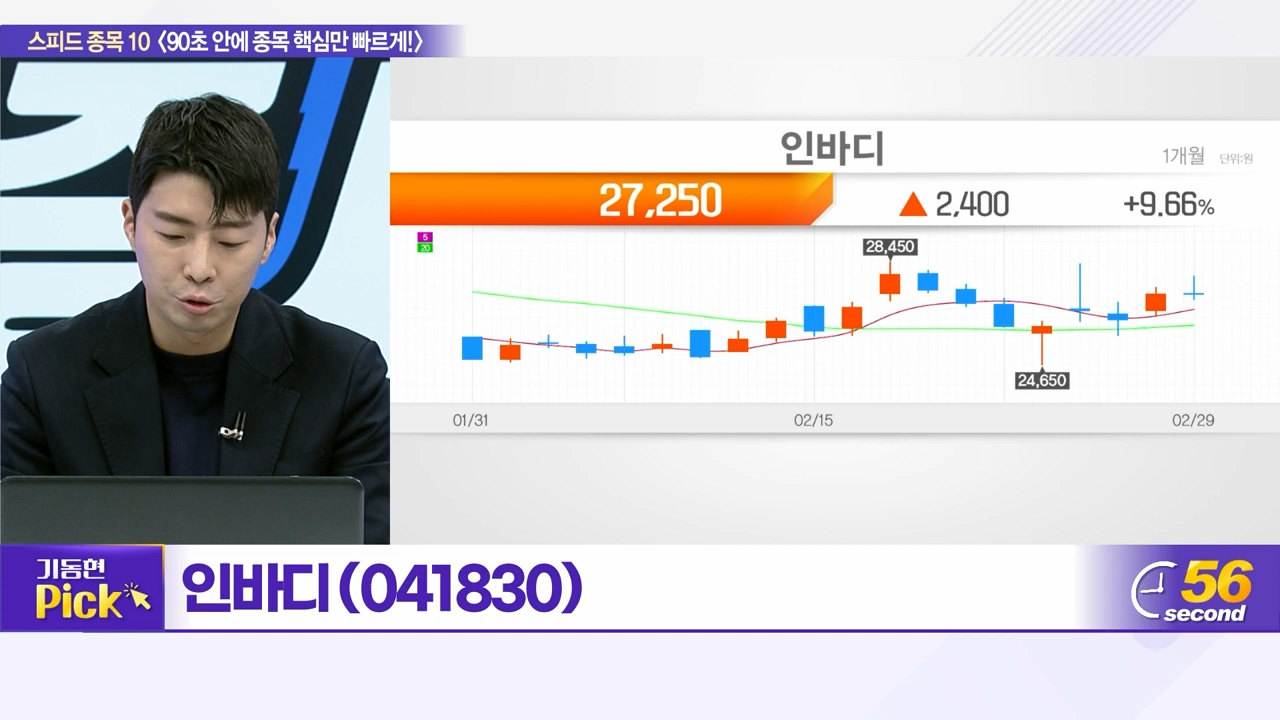 스피드 종목 10 〈90초 안에 종목 핵심만 빠르게!〉
인바디
1개월 단위:원
27,250 ▲ 2,400 +9.66%
5
20
28,450
24,650
01/31 02/15 02/29
기동현
Pick
인바디(041830)
56
second